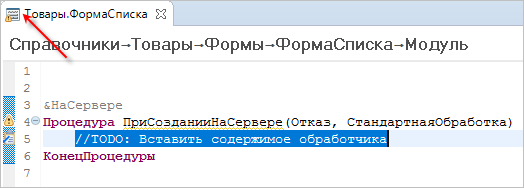 Товары.ФормаСписка
Справочники→Товары→Формы→ФормаСписка→Модуль
1
2
3 &НаСервере
4 Процедура ПриСозданииНаСервере(Отказ, СтандартнаяОбработка)
5 //TODO: Вставить содержимое обработчика
6 КонецПроцедуры
7